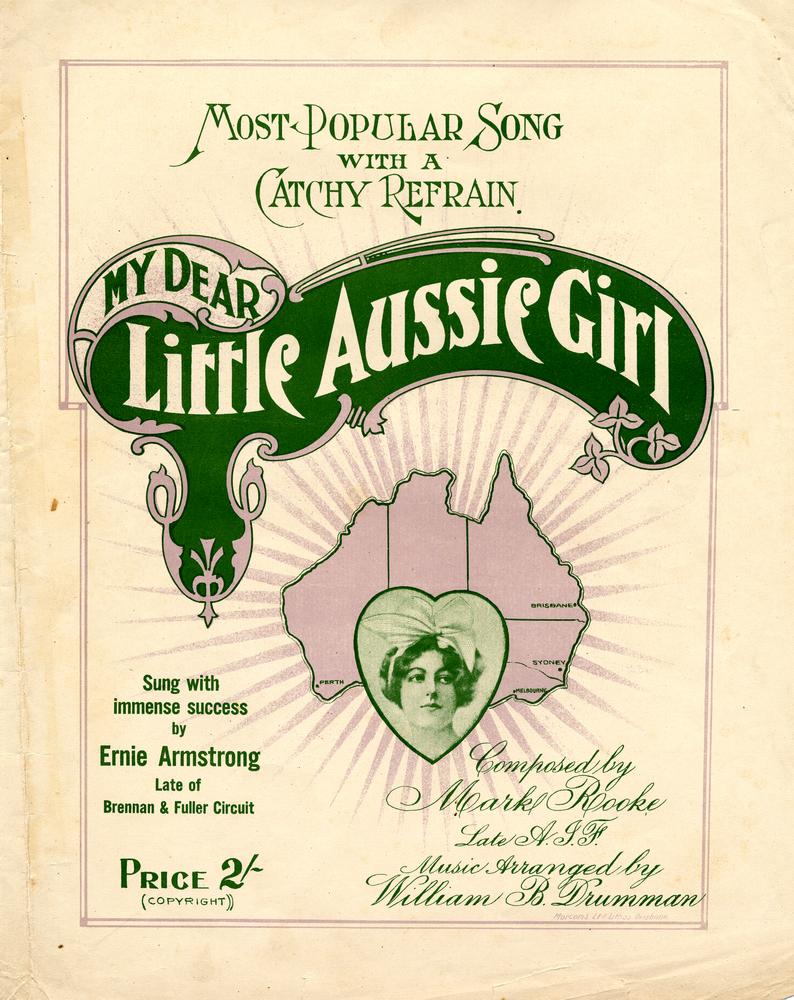 Most Popular Song
with a
Catchy Refrain.
My Dear
Little Aussie Girl
Brisbane
Sydney
Perth
Melbourne
Sung with
immense success
by
Ernie Armstrong
Late of
Brennan & Fuller Circuit
Price 2/-
(Copyright)
Composed by
Mark Rooke
Late A.I.F.
Music Arranged by
William B. Drumman
Brisbane